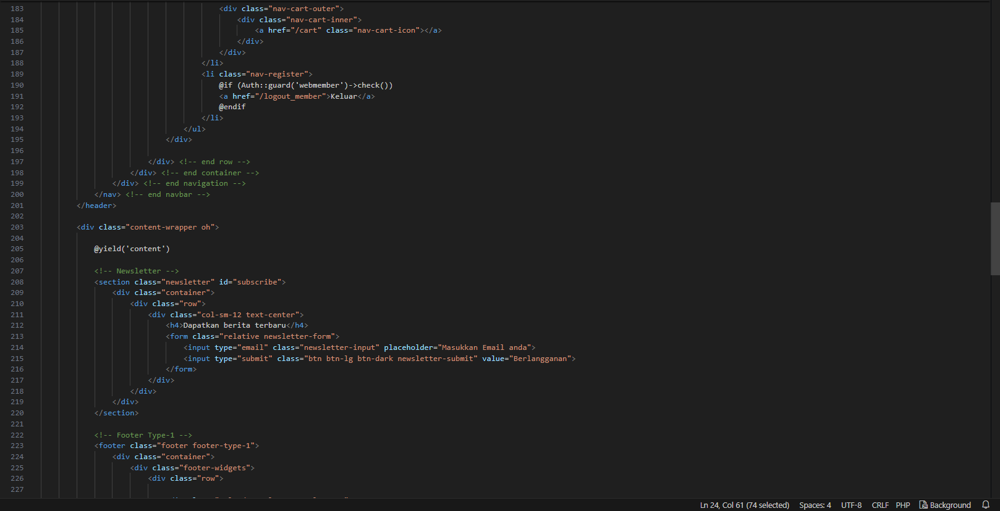 183 <div class="nav-cart-outer">
184 <div class="nav-cart-inner">
185 <a href="/cart" class="nav-cart-icon"></a>
186 </div>
187 </div>
188 </li>
189 <li class="nav-register">
190 @if (Auth::guard('webmember')->check())
191 <a href="/logout_member">Keluar</a>
192 @endif
193 </li>
194 </ul>
195 </div>
196
197 </div> <!-- end row -->
198 </div> <!-- end container -->
199 </div> <!-- end navigation -->
200 </nav> <!-- end navbar -->
201 </header>
202
203 <div class="content-wrapper oh">
204
205 @yield('content')
206
207 <!-- Newsletter -->
208 <section class="newsletter" id="subscribe">
209 <div class="container">
210 <div class="row">
211 <div class="col-sm-12 text-center">
212 <h4>Dapatkan berita terbaru</h4>
213 <form class="relative newsletter-form">
214 <input type="email" class="newsletter-input" placeholder="Masukkan Email anda">
215 <input type="submit" class="btn btn-lg btn-dark newsletter-submit" value="Berlangganan">
216 </form>
217 </div>
218 </div>
219 </div>
220 </section>
221
222 <!-- Footer Type-1 -->
223 <footer class="footer footer-type-1">
224 <div class="container">
225 <div class="footer-widgets">
226 <div class="row">
227
Ln 24, Col 61 (74 selected) Spaces: 4 UTF-8 CRLF PHP Background